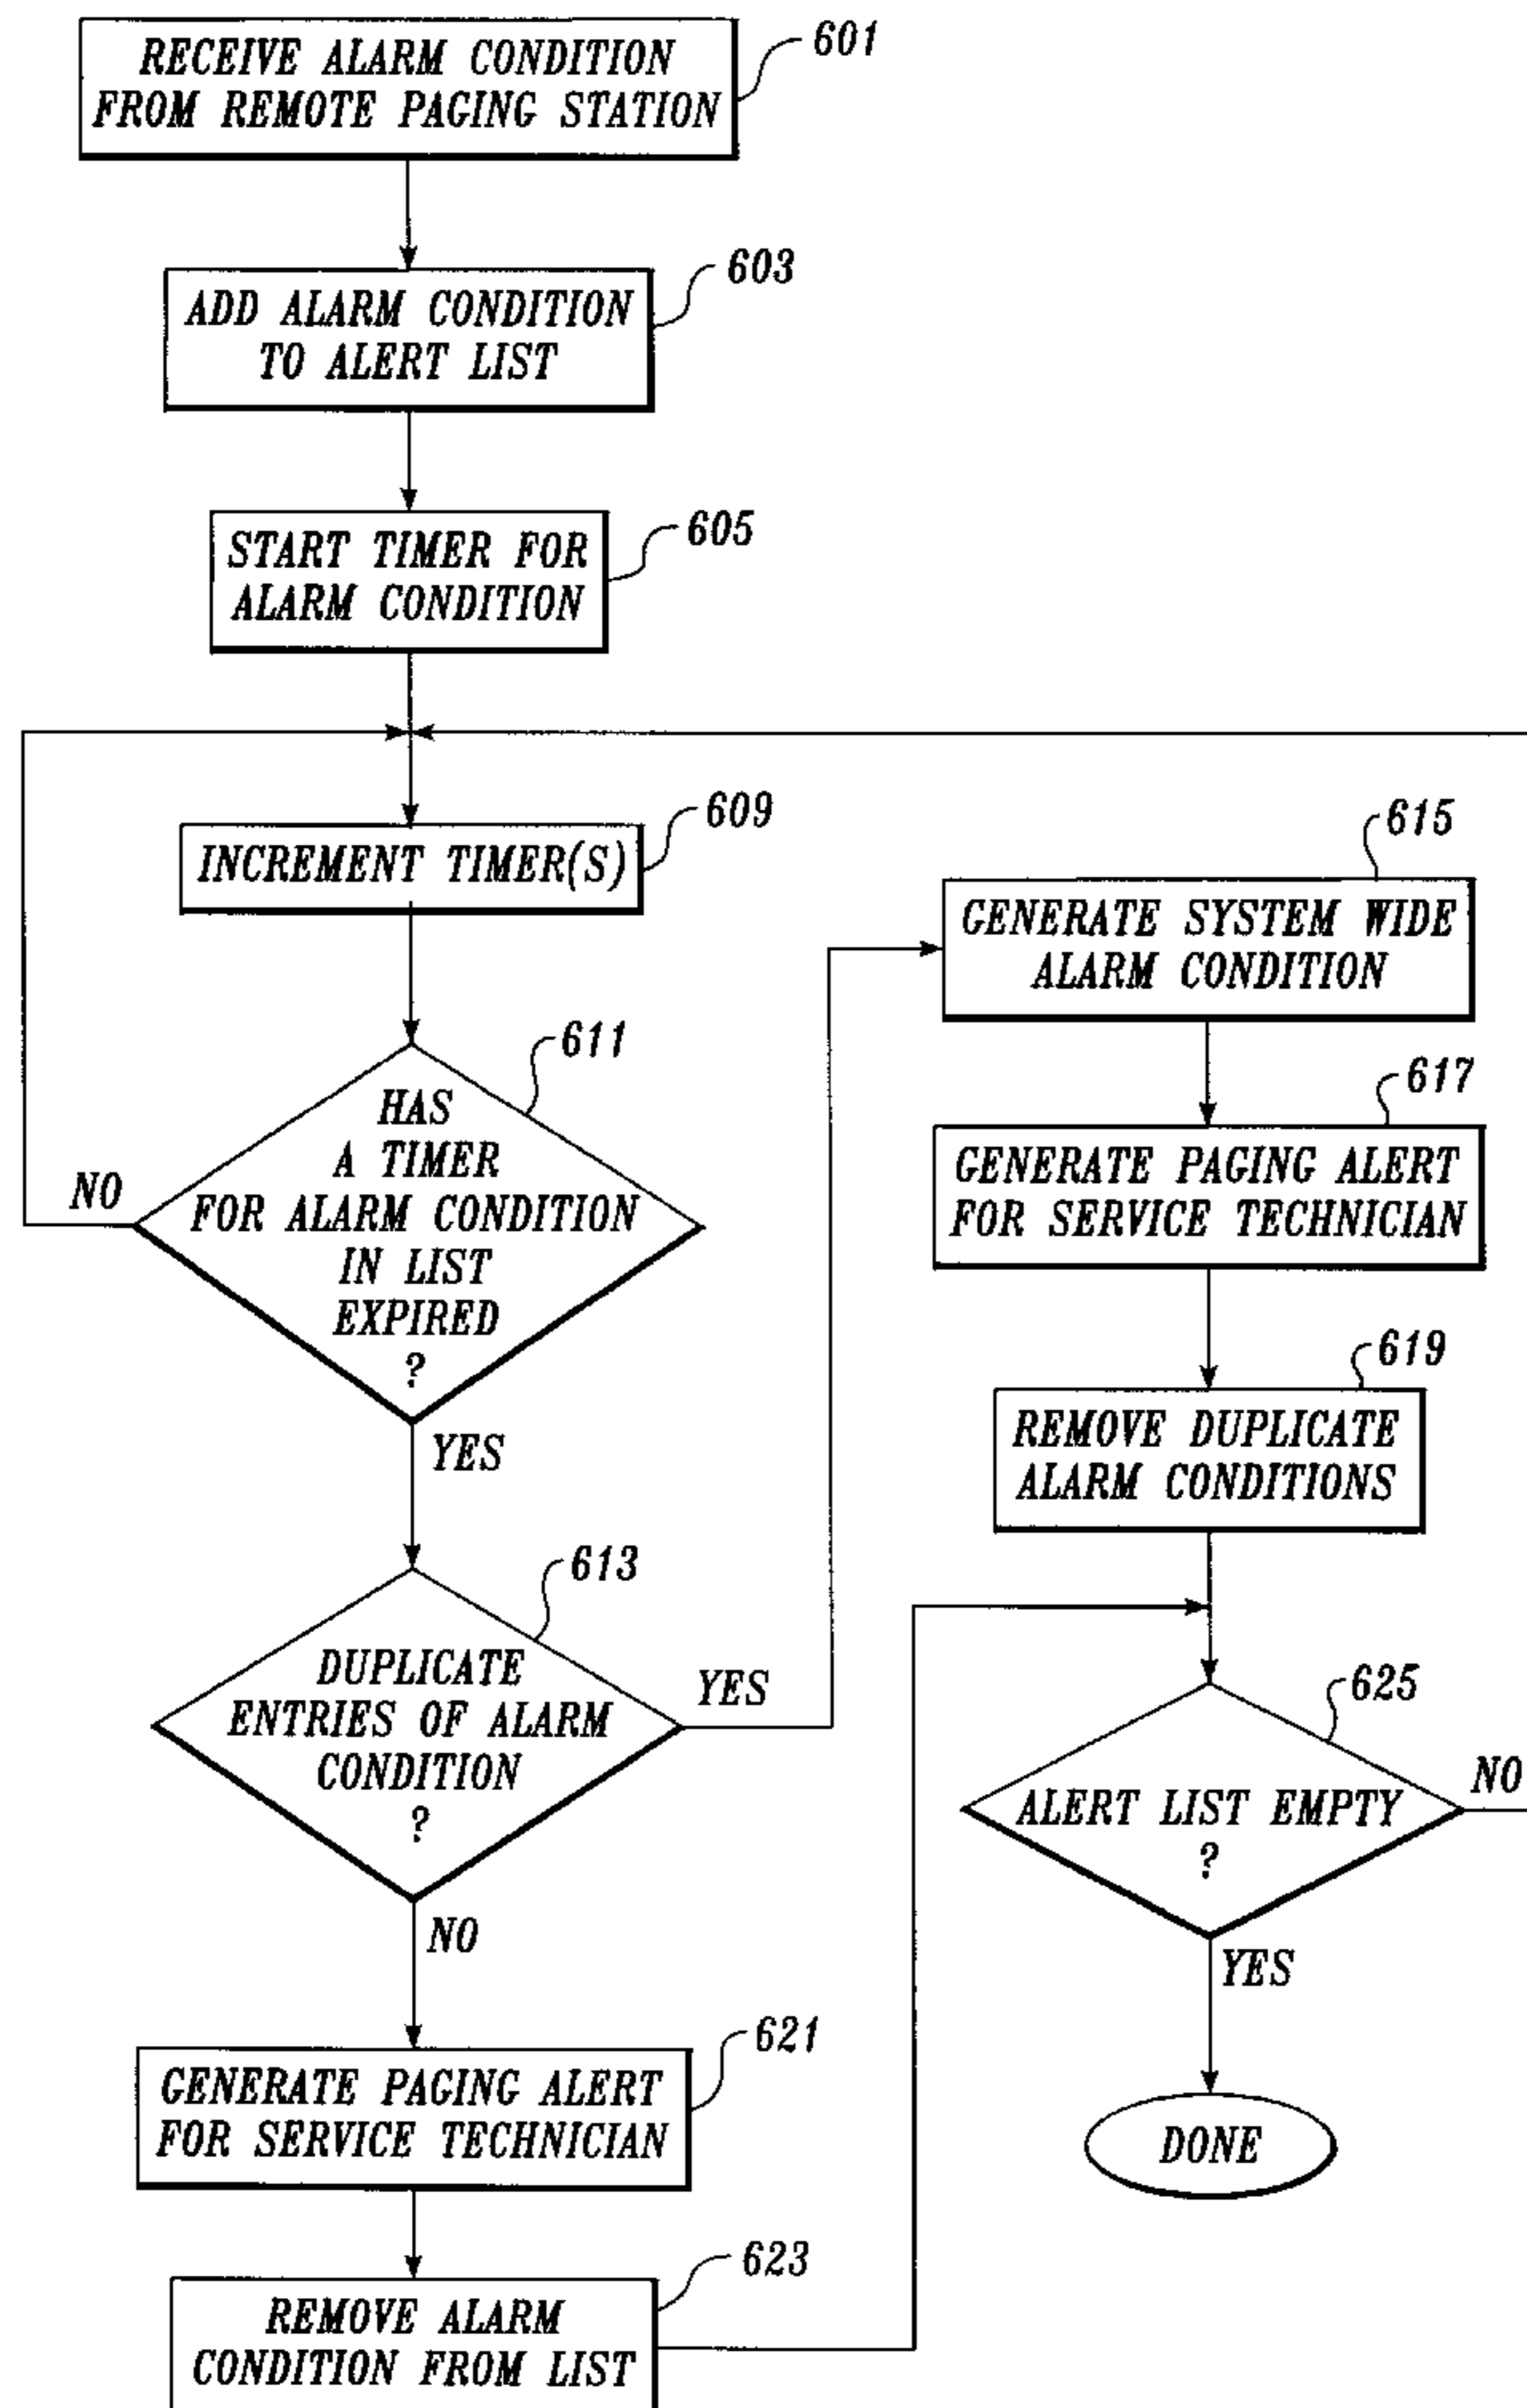 RECEIVE ALARM CONDITION
FROM REMOTE PAGING STATION
601
ADD ALARM CONDITION
TO ALERT LIST
603
START TIMER FOR
ALARM CONDITION
605
INCREMENT TIMER(S)
609
HAS
A TIMER
FOR ALARM CONDITION
IN LIST
EXPIRED
?
611
NO
YES
DUPLICATE
ENTRIES OF ALARM
CONDITION
?
613
YES
NO
GENERATE PAGING ALERT
FOR SERVICE TECHNICIAN
621
REMOVE ALARM
CONDITION FROM LIST
623
GENERATE SYSTEM WIDE
ALARM CONDITION
615
GENERATE PAGING ALERT
FOR SERVICE TECHNICIAN
617
REMOVE DUPLICATE
ALARM CONDITIONS
619
ALERT LIST EMPTY
?
625
NO
YES
DONE